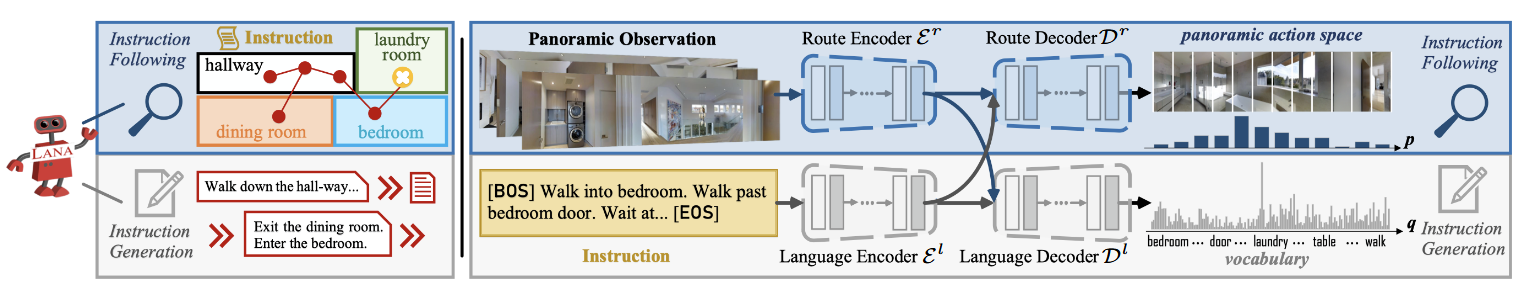 Instruction
Following
Instruction
hallway
laundry
room
dining room
bedroom
LANA
Walk down the hall-way...
Exit the dining room.
Enter the bedroom.
Instruction
Generation
Panoramic Observation
Route Encoder ℰʳ
Route Decoder 𝒟ʳ
panoramic action space
Instruction
Following
p
[BOS] Walk into bedroom. Walk past
bedroom door. Wait at... [EOS]
Instruction
Language Encoder ℰˡ
Language Decoder 𝒟ˡ
bedroom ... door ... laundry ... table ... walk
vocabulary
q
Instruction
Generation